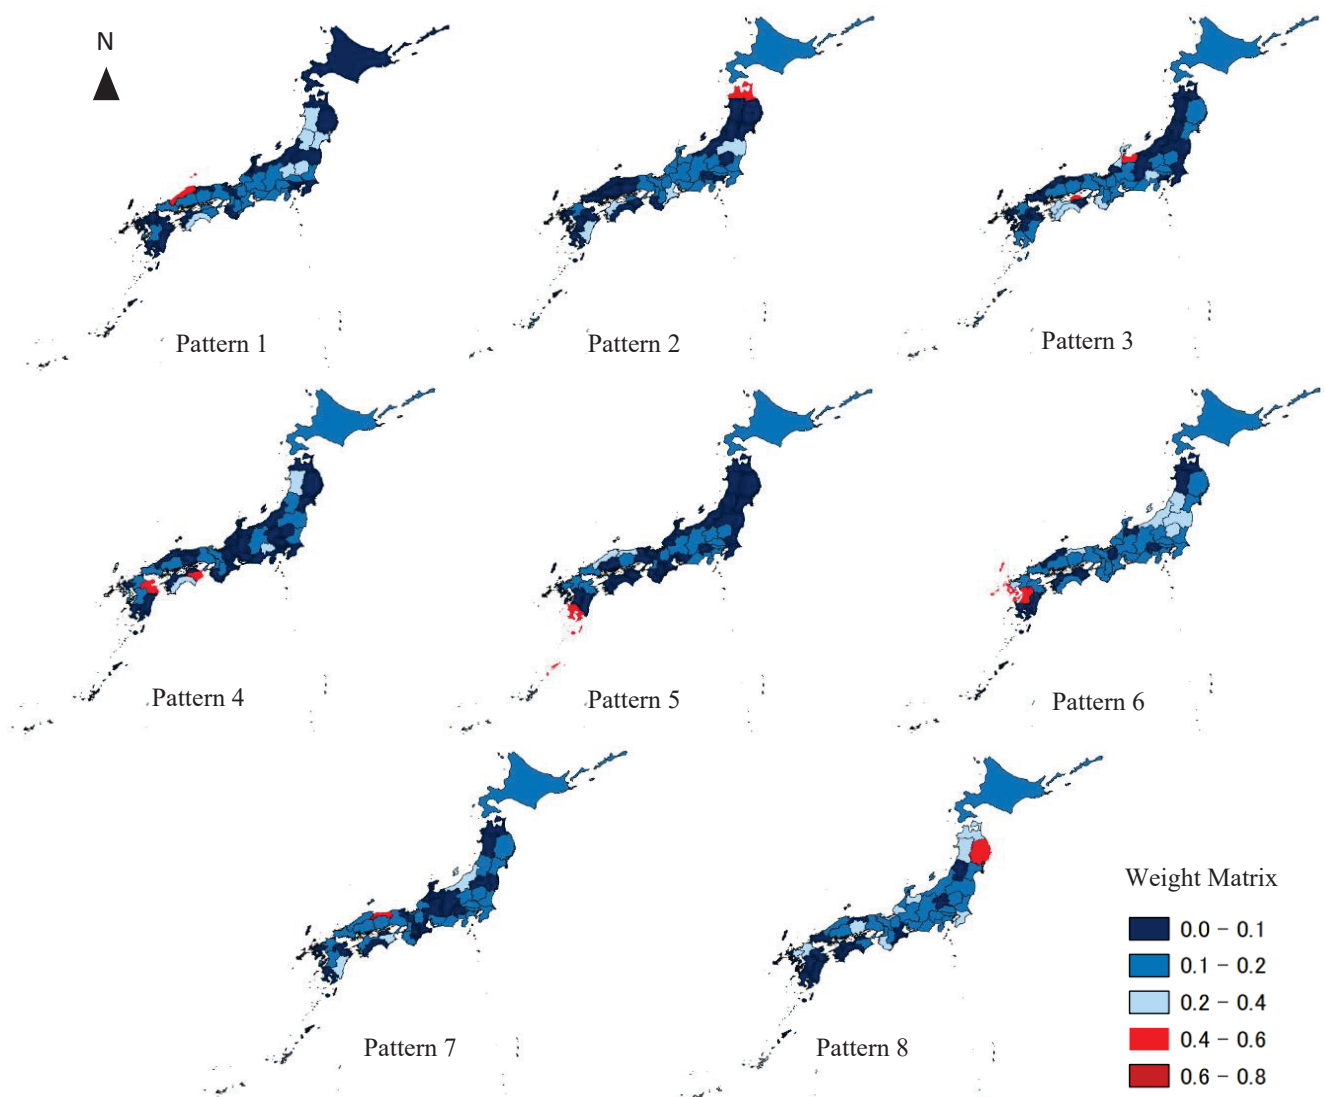 N
Pattern 1
Pattern 2
Pattern 3
Pattern 4
Pattern 5
Pattern 6
Pattern 7
Pattern 8
Weight Matrix
0.0 − 0.1
0.1 − 0.2
0.2 − 0.4
0.4 − 0.6
0.6 − 0.8